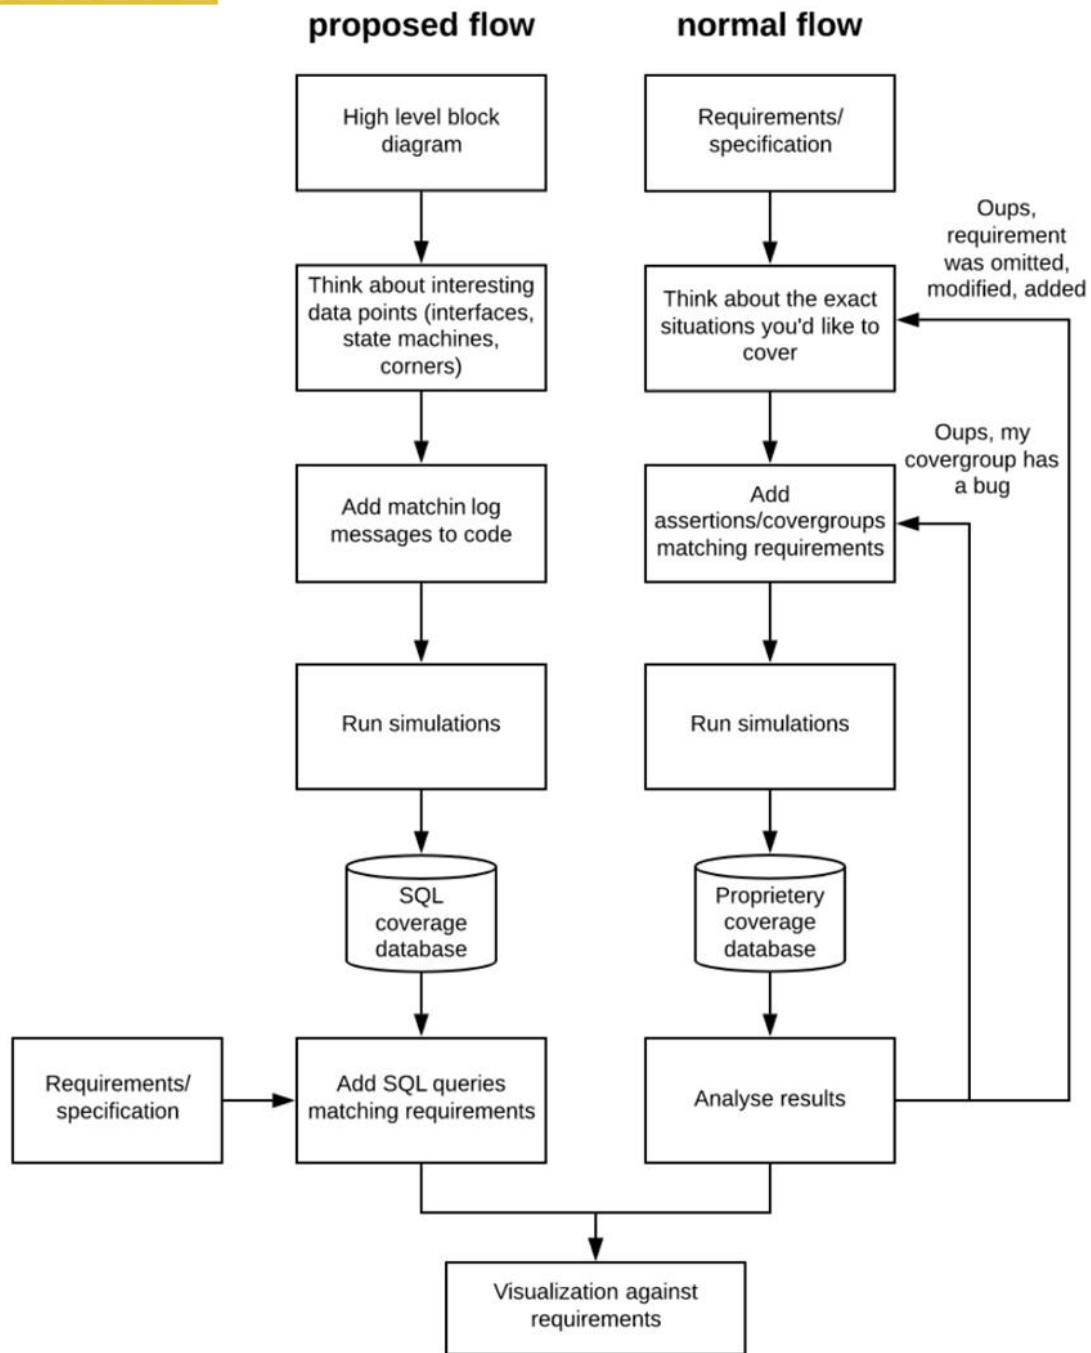 proposed flow
normal flow
High level block
diagram
Requirements/
specification
Oups,
requirement
was omitted,
modified, added
Think about interesting
data points (interfaces,
state machines,
corners)
Think about the exact
situations you'd like to
cover
Oups, my
covergroup has
a bug
Add matchin log
messages to code
Add
assertions/covergroups
matching requirements
Run simulations
Run simulations
SQL
coverage
database
Proprietery
coverage
database
Requirements/
specification
Add SQL queries
matching requirements
Analyse results
Visualization against
requirements